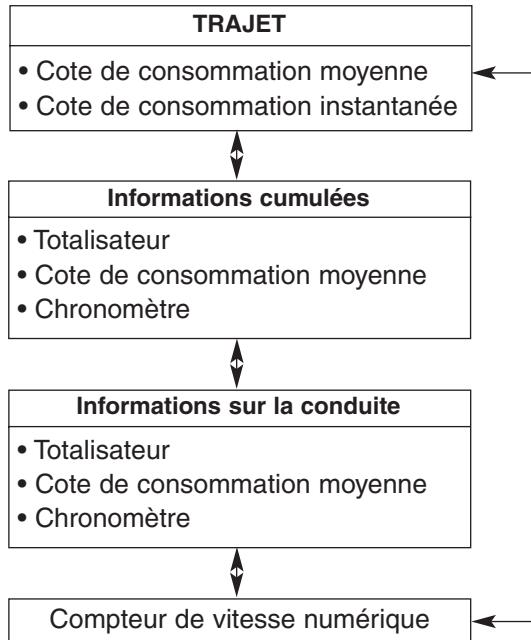 TRAJET
• Cote de consommation moyenne
• Cote de consommation instantanée
Informations cumulées
• Totalisateur
• Cote de consommation moyenne
• Chronomètre
Informations sur la conduite
• Totalisateur
• Cote de consommation moyenne
• Chronomètre
Compteur de vitesse numérique